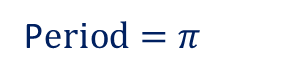 Period = π